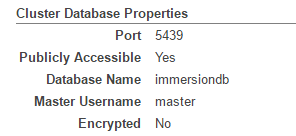 Cluster Database Properties
Port 5439
Publicly Accessible Yes
Database Name immersiondb
Master Username master
Encrypted No